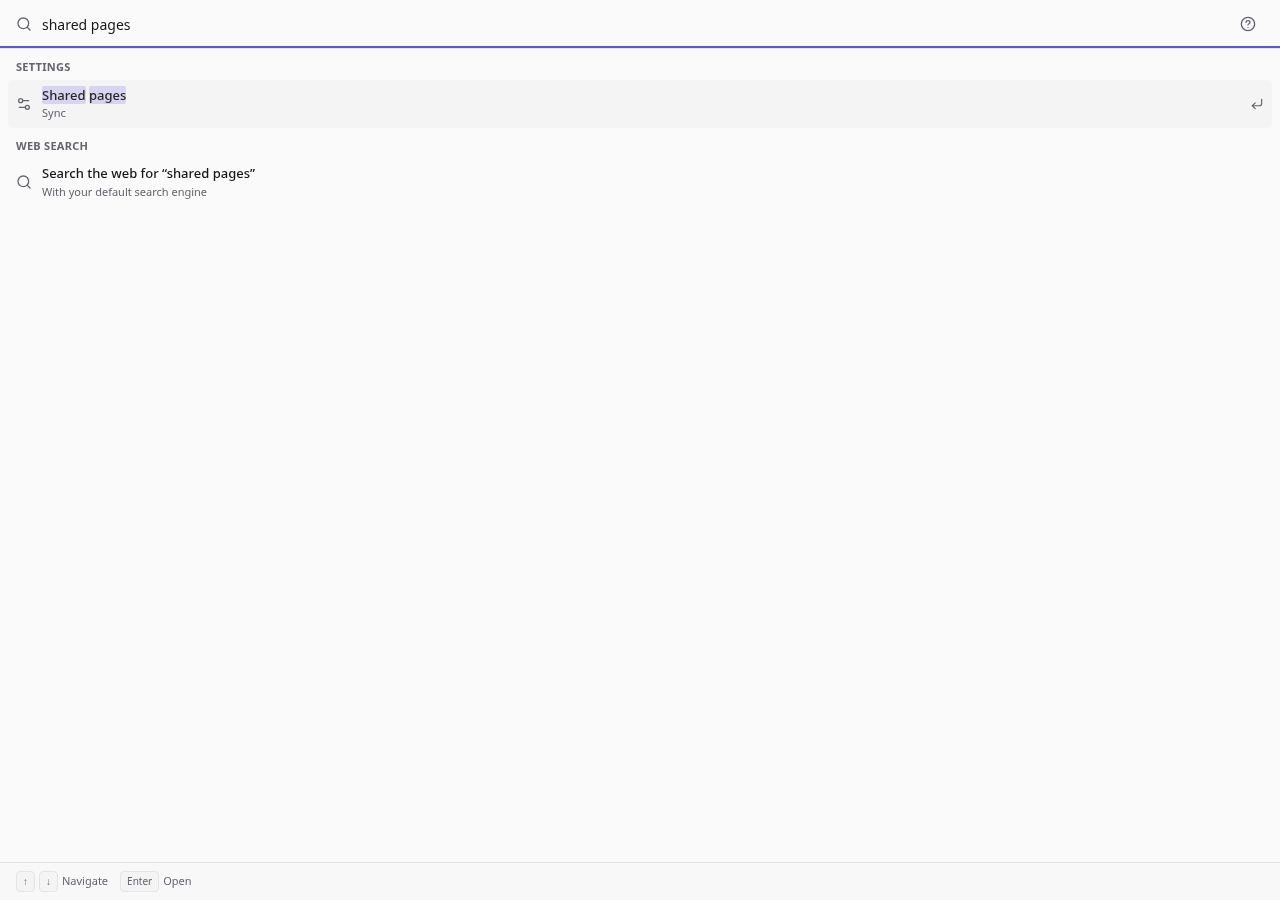 shared pages
SETTINGS
Shared pages
Sync
WEB SEARCH
Search the web for “shared pages”
With your default search engine
↑ ↓ Navigate Enter Open